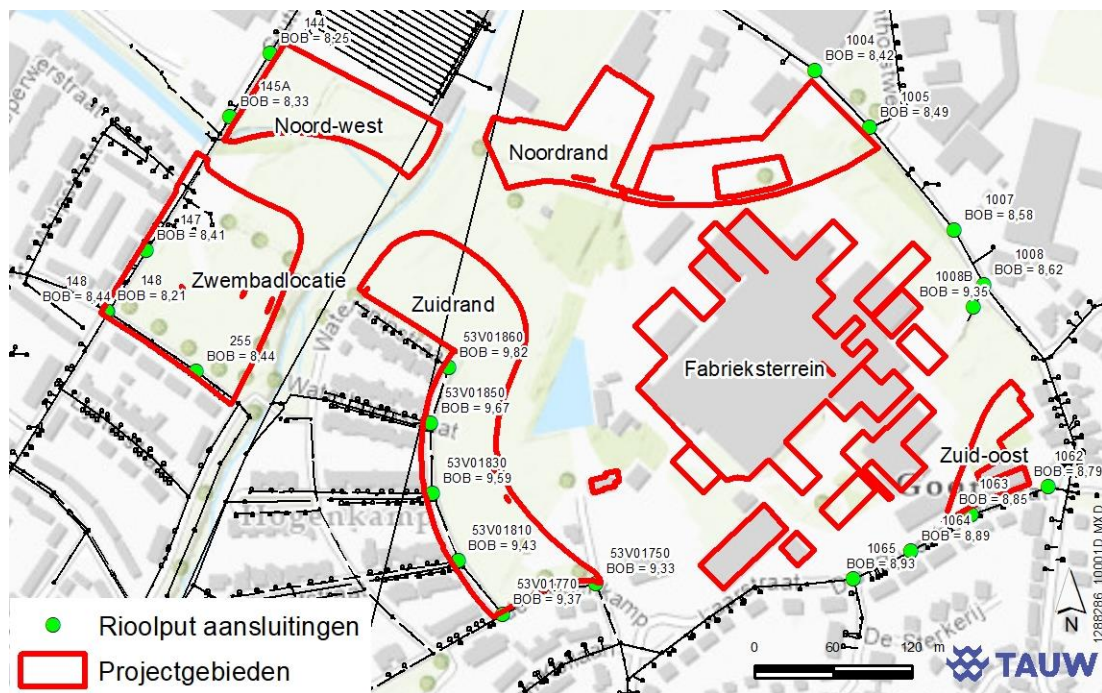 144
BOB = 8,25
145A
BOB = 8,33
Noord-west
1004
BOB = 8,42
1005
BOB = 8,49
Noordrand
147
BOB = 8,41
1007
BOB = 8,58
Zwembadlocatie
148
BOB = 8,44
148
BOB = 8,21
1008
BOB = 8,62
1008B
BOB = 9,35
Zuidrand
255
BOB = 8,44
53V01860
BOB = 9,82
Fabrieksterrein
53V01850
BOB = 9,67
53V01830
BOB = 9,59
Zuid-oost
1062
BOB = 8,79
1063
BOB = 8,85
1064
BOB = 8,89
Hogenkamp
53V01810
BOB = 9,43
53V01750
BOB = 9,33
1065
BOB = 8,93
53V01770
BOB = 9,37
De Sterkerij
Rioolput aansluitingen
Projectgebieden
0 60 120 m
N
TAUW